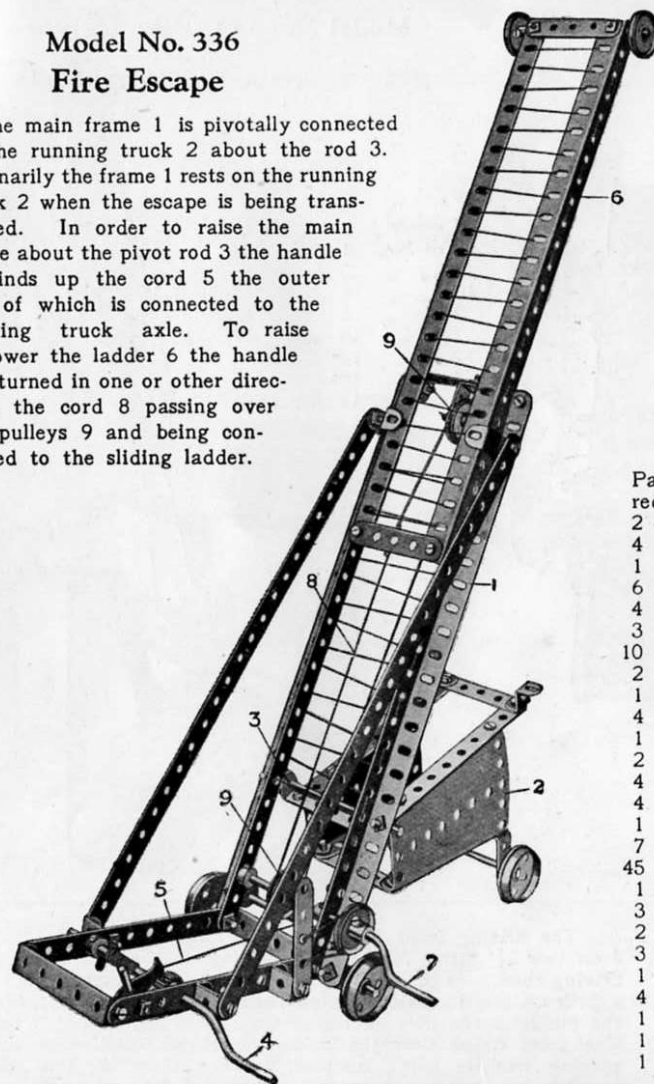 Model No. 336
Fire Escape
he main frame 1 is pivotally connected
he running truck 2 about the rod 3.
narily the frame 1 rests on the running
k 2 when the escape is being trans-
ed. In order to raise the main
e about the pivot rod 3 the handle
inds up the cord 5 the outer
of which is connected to the
ing truck axle. To raise
ower the ladder 6 the handle
turned in one or other direc-
the cord 8 passing over
pulleys 9 and being con-
ed to the sliding ladder.
6
9
1
8
3
2
9
5
7
4
Pa
rec
2
4
1
6
4
3
10
2
1
4
1
2
4
4
1
7
45
1
3
2
3
1
4
1
1
1